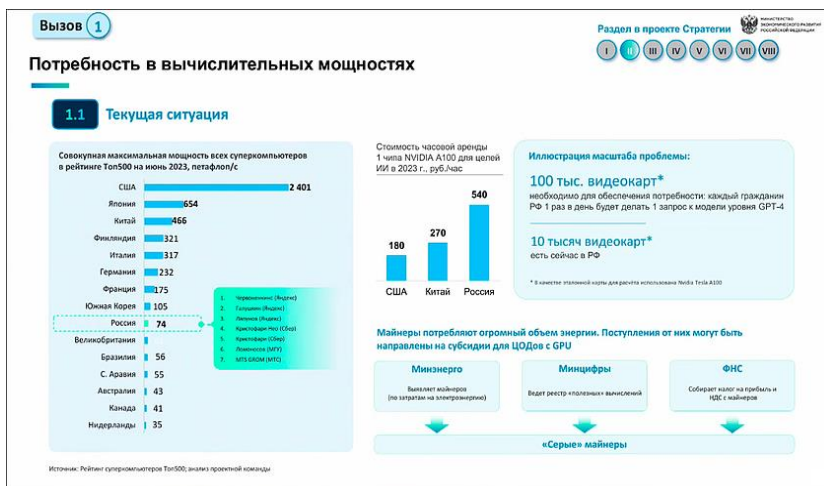 Вызов 1
Раздел в проекте Стратегии
МИНИСТЕРСТВО
ЭКОНОМИЧЕСКОГО РАЗВИТИЯ
РОССИЙСКОЙ ФЕДЕРАЦИИ
I II III IV V VI VII VIII
Потребность в вычислительных мощностях
1.1 Текущая ситуация
Совокупная максимальная мощность всех суперкомпьютеров
в рейтинге Топ500 на июнь 2023, петафлоп/с
США 2 401
Япония 654
Китай 466
Финляндия 321
Италия 317
Германия 232
Франция 175
Южная Корея 105
Россия 74
Великобритания
Бразилия 56
С. Аравия 55
Австралия 43
Канада 41
Нидерланды 35
1. Червоненкис (Яндекс)
2. Галушкин (Яндекс)
3. Ляпунов (Яндекс)
4. Кристофари Нео (Сбер)
5. Кристофари (Сбер)
6. Ломоносов (МГУ)
7. MTS GROM (МТС)
Стоимость часовой аренды
1 чипа NVIDIA A100 для целей
ИИ в 2023 г., руб./час
180
270
540
США Китай Россия
Иллюстрация масштаба проблемы:
100 тыс. видеокарт*
необходимо для обеспечения потребности: каждый гражданин
РФ 1 раз в день будет делать 1 запрос к модели уровня GPT-4
10 тысяч видеокарт*
есть сейчас в РФ
* В качестве эталонной карты для расчёта использована Nvidia Tesla A100
Майнеры потребляют огромный объем энергии. Поступления от них могут быть
направлены на субсидии для ЦОДов с GPU
Минэнерго
Выявляет майнеров
(по затратам на электроэнергию)
Минцифры
Ведет реестр «полезных» вычислений
ФНС
Собирает налог на прибыль и
НДС с майнеров
«Серые» майнеры
Источник: Рейтинг суперкомпьютеров Топ500; анализ проектной команды